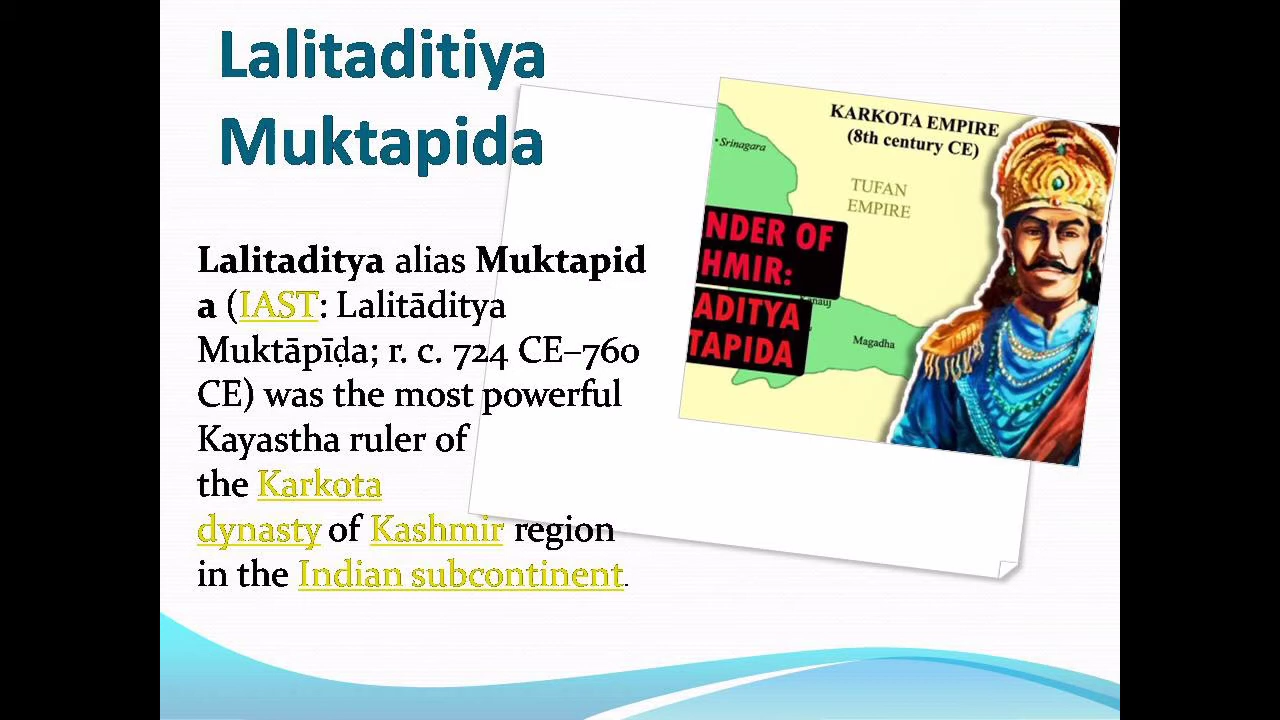 Lalitaditiya
Muktapida
Lalitaditya alias Muktapid
a (IAST: Lalitāditya
Muktāpīḍa; r. c. 724 CE–760
CE) was the most powerful
Kayastha ruler of
the Karkota
dynasty of Kashmir region
in the Indian subcontinent.
KARKOTA EMPIRE
(8th century CE)
Srinagara
TUFAN
EMPIRE
NDER OF
HMIR:
ADITYA
TAPIDA
Kanauj
Magadha